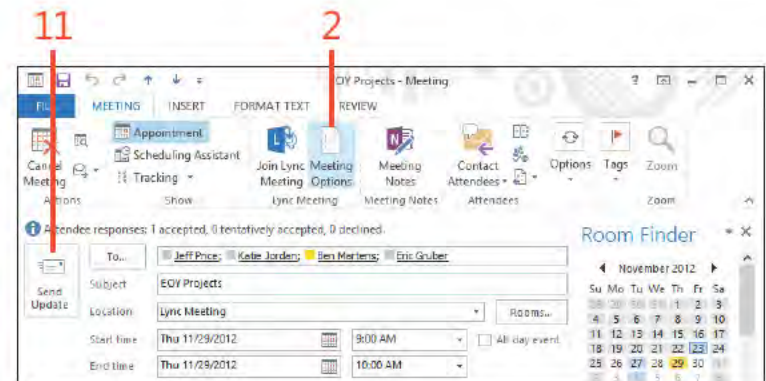 11 2
EOY Projects - Meeting
FILE MEETING INSERT FORMAT TEXT REVIEW
Cancel Meeting
Appointment
Scheduling Assistant
Tracking
Join Lync Meeting
Meeting Options
Meeting Notes
Contact Attendees
Options
Tags
Zoom
Actions Show Lync Meeting Meeting Notes Attendees Zoom
Attendee responses: 1 accepted, 0 tentatively accepted, 0 declined.
To... Jeff Price; Katie Jordan; Ben Martens; Eric Gruber
Subject EOY Projects
Location Lync Meeting Rooms...
Start time Thu 11/29/2012 9:00 AM All day event
End time Thu 11/29/2012 10:00 AM
Send Update
Room Finder
November 2012
Su Mo Tu We Th Fr Sa
28 29 30 31 1 2 3
4 5 6 7 8 9 10
11 12 13 14 15 16 17
18 19 20 21 22 23 24
25 26 27 28 29 30